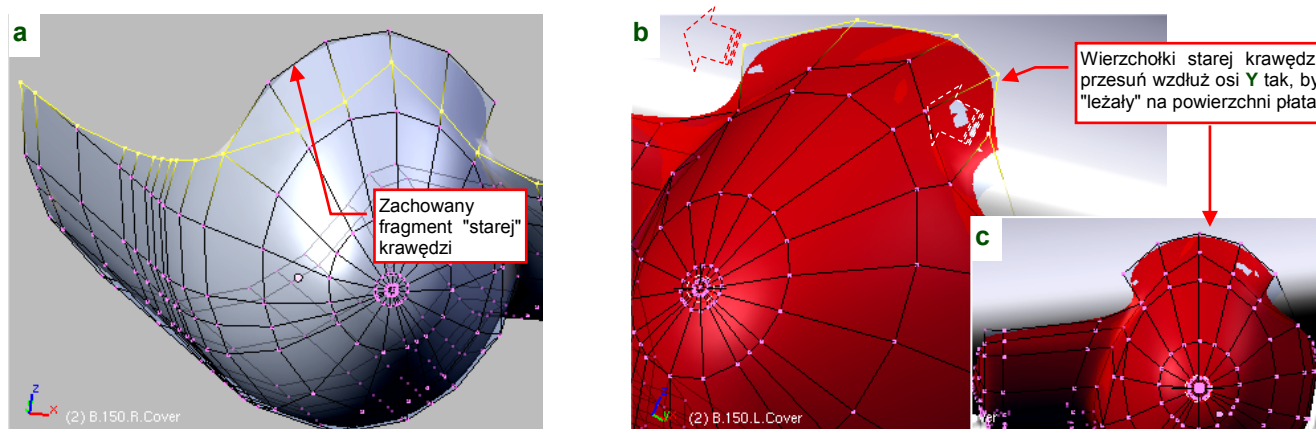 a
Zachowany
fragment "starej"
krawędzi
z
x
(2) B.150.R.Cover
b
Wierzchołki starej krawędz
przesuń wzdłuż osi Y tak, by
"leżały" na powierzchni płata
z
y
(2) B.150.L.Cover
c
ver